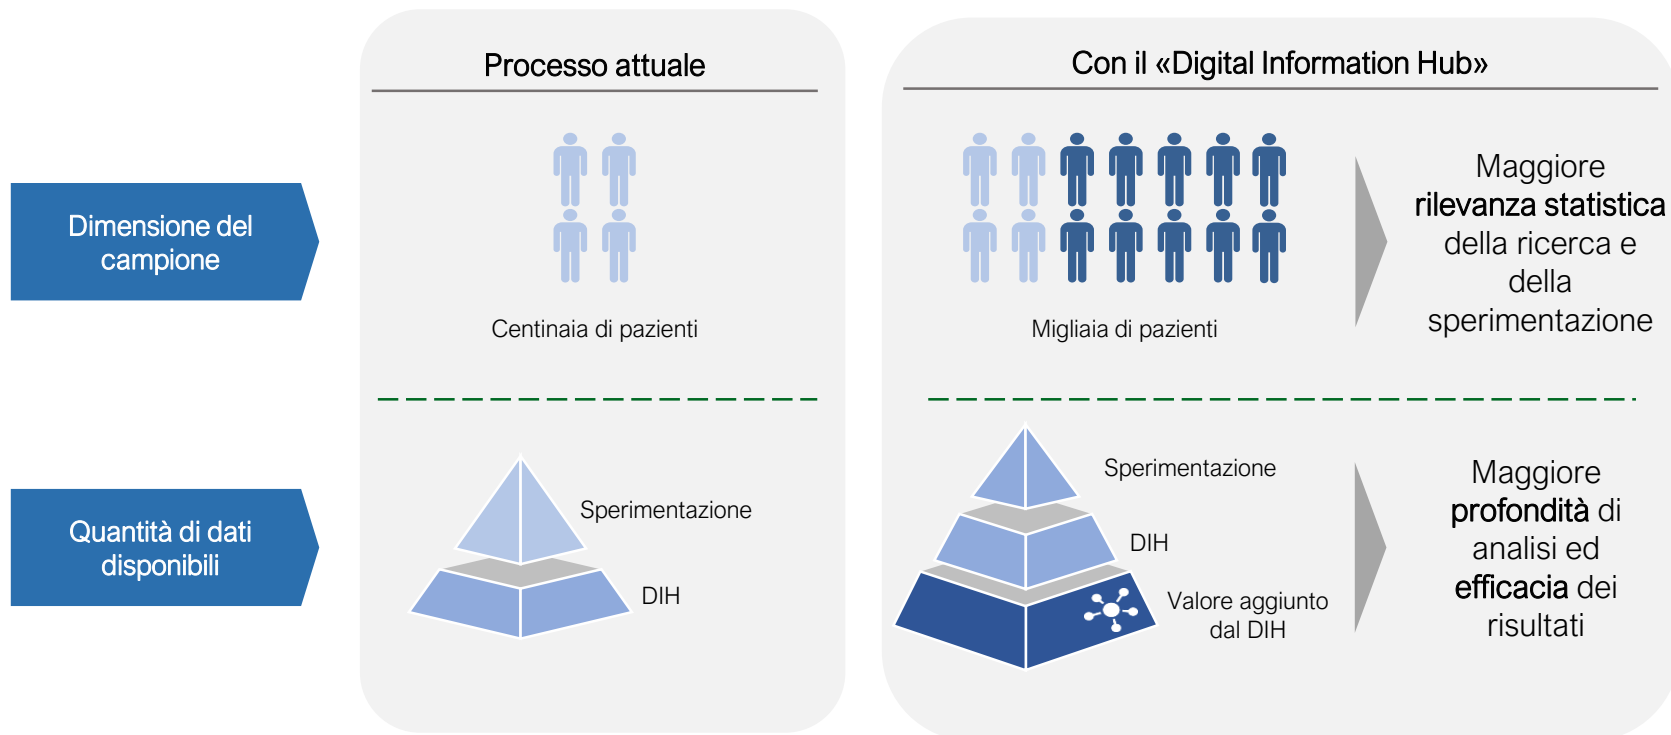 Processo attuale
Con il «Digital Information Hub»
Dimensione del
campione
Centinaia di pazienti
Migliaia di pazienti
Maggiore
rilevanza statistica
della ricerca e
della
sperimentazione
Quantità di dati
disponibili
Sperimentazione
DIH
Sperimentazione
DIH
Valore aggiunto
dal DIH
Maggiore
profondità di
analisi ed
efficacia dei
risultati